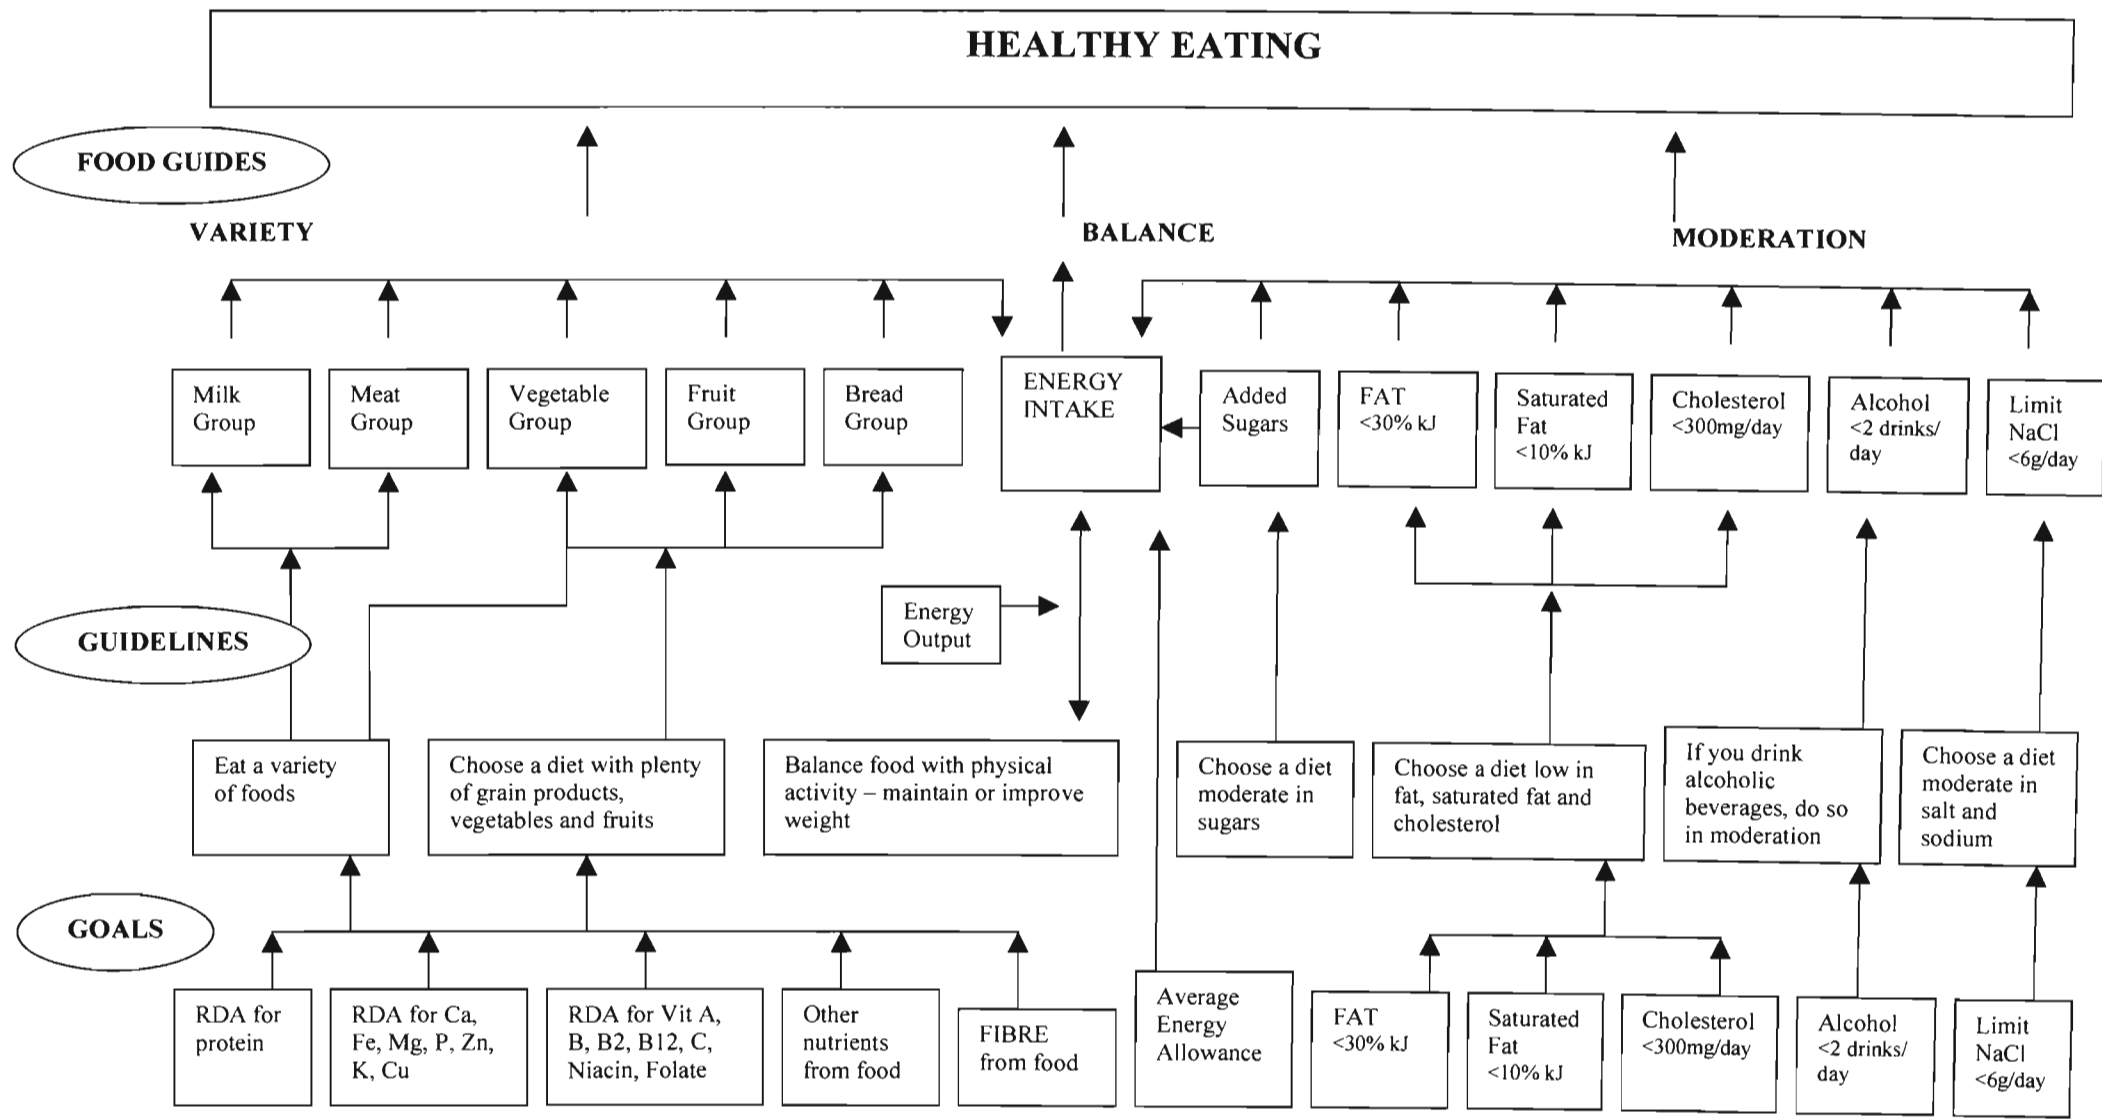 HEALTHY EATING
FOOD GUIDES
VARIETY
BALANCE
MODERATION
Milk
Group
Meat
Group
Vegetable
Group
Fruit
Group
Bread
Group
ENERGY
INTAKE
Added
Sugars
FAT
<30% kJ
Saturated
Fat
<10% kJ
Cholesterol
<300mg/day
Alcohol
<2 drinks/
day
Limit
NaCl
<6g/day
Energy
Output
GUIDELINES
Eat a variety
of foods
Choose a diet with plenty
of grain products,
vegetables and fruits
Balance food with physical
activity – maintain or improve
weight
Choose a diet
moderate in
sugars
Choose a diet low in
fat, saturated fat and
cholesterol
If you drink
alcoholic
beverages, do so
in moderation
Choose a diet
moderate in
salt and
sodium
GOALS
RDA for
protein
RDA for Ca,
Fe, Mg, P, Zn,
K, Cu
RDA for Vit A,
B, B2, B12, C,
Niacin, Folate
Other
nutrients
from food
FIBRE
from food
Average
Energy
Allowance
FAT
<30% kJ
Saturated
Fat
<10% kJ
Cholesterol
<300mg/day
Alcohol
<2 drinks/
day
Limit
NaCl
<6g/day